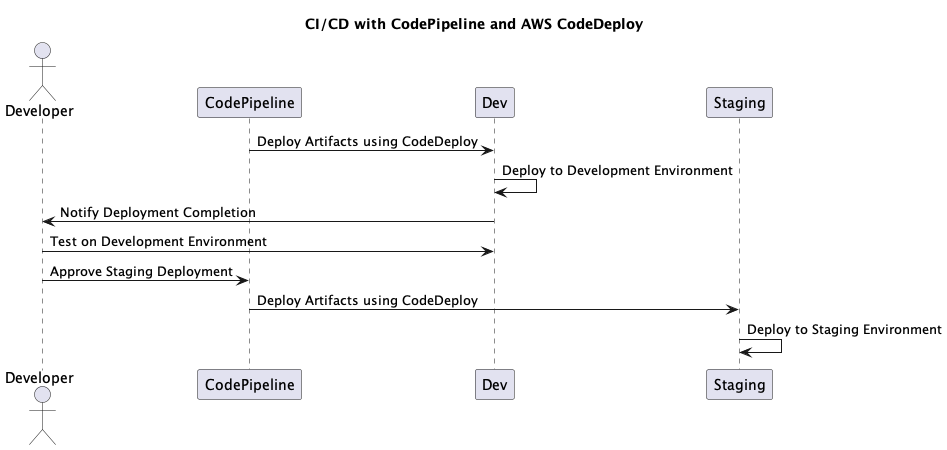 CI/CD with CodePipeline and AWS CodeDeploy
Developer
CodePipeline
Dev
Staging
Deploy Artifacts using CodeDeploy
Deploy to Development Environment
Notify Deployment Completion
Test on Development Environment
Approve Staging Deployment
Deploy Artifacts using CodeDeploy
Deploy to Staging Environment
Developer
CodePipeline
Dev
Staging